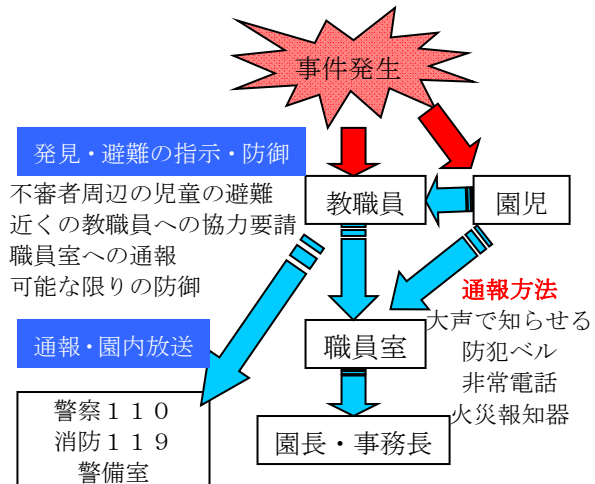 事件発生
発見・避難の指示・防御
不審者周辺の児童の避難
近くの教職員への協力要請
職員室への通報
可能な限りの防御
教職員
園児
通報方法
大声で知らせる
防犯ベル
非常電話
火災報知器
通報・園内放送
職員室
警察１１０
消防１１９
警備室
園長・事務長